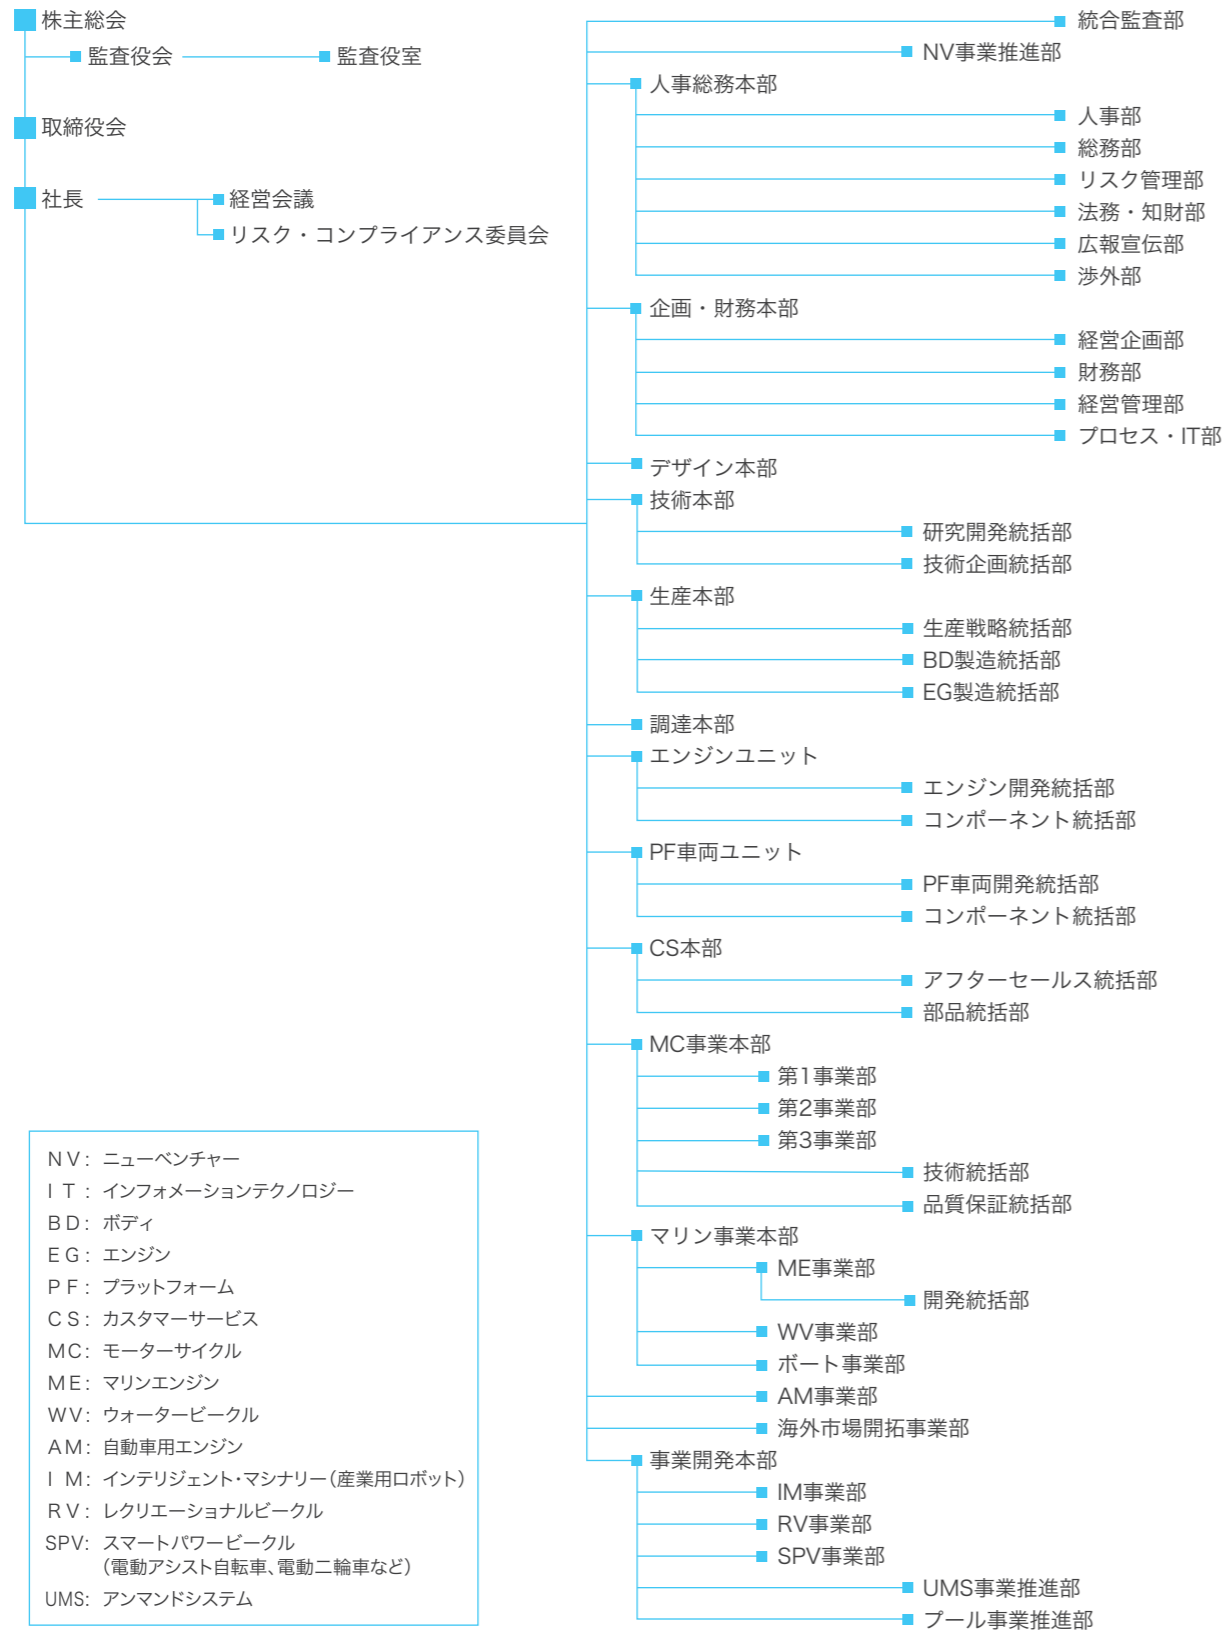 株主総会
監査役会
監査役室
取締役会
社長
経営会議
リスク・コンプライアンス委員会
統合監査部
NV事業推進部
人事総務本部
人事部
総務部
リスク管理部
法務・知財部
広報宣伝部
渉外部
企画・財務本部
経営企画部
財務部
経営管理部
プロセス・IT部
デザイン本部
技術本部
研究開発統括部
技術企画統括部
生産本部
生産戦略統括部
BD製造統括部
EG製造統括部
調達本部
エンジンユニット
エンジン開発統括部
コンポーネント統括部
PF車両ユニット
PF車両開発統括部
コンポーネント統括部
CS本部
アフターセールス統括部
部品統括部
MC事業本部
第1事業部
第2事業部
第3事業部
技術統括部
品質保証統括部
マリン事業本部
ME事業部
開発統括部
WV事業部
ボート事業部
AM事業部
海外市場開拓事業部
事業開発本部
IM事業部
RV事業部
SPV事業部
UMS事業推進部
プール事業推進部
NV: ニューベンチャー
IT: インフォメーションテクノロジー
BD: ボディ
EG: エンジン
PF: プラットフォーム
CS: カスタマーサービス
MC: モーターサイクル
ME: マリンエンジン
WV: ウォータービークル
AM: 自動車用エンジン
IM: インテリジェント・マシナリー(産業用ロボット)
RV: レクリエーショナルビークル
SPV: スマートパワービークル
(電動アシスト自転車、電動二輪車など)
UMS: アンマンドシステム